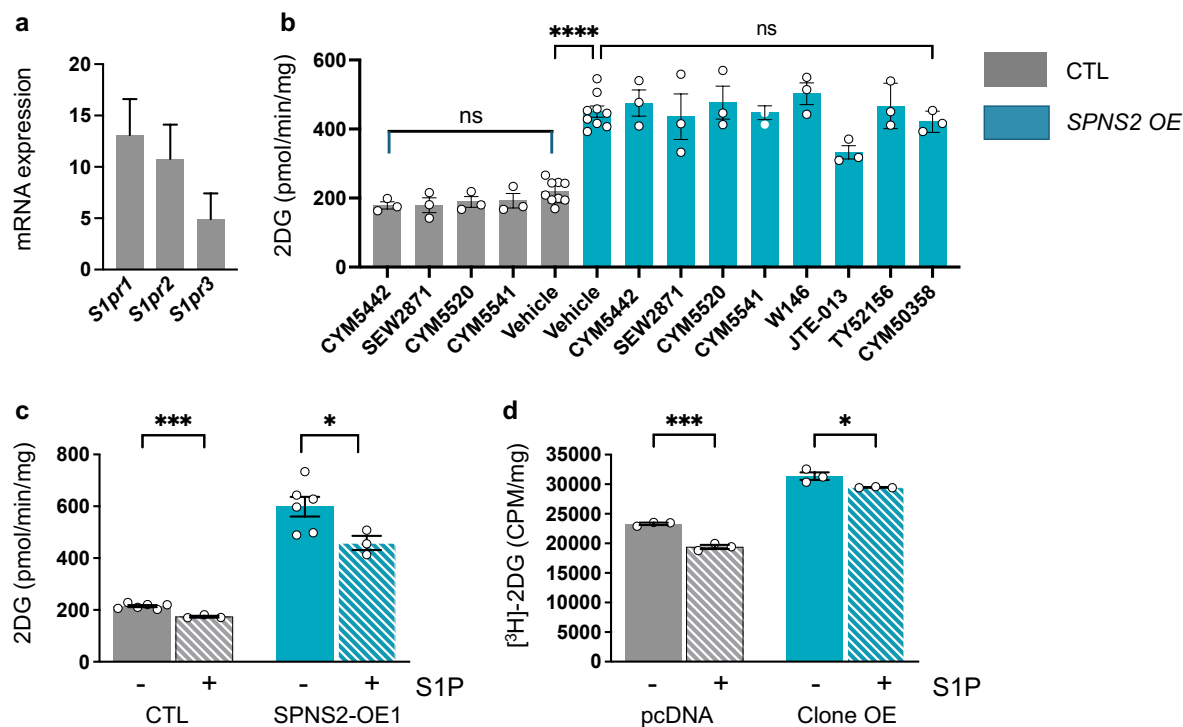 a
mRNA expression
20
15
10
5
0
S1pr1
S1pr2
S1pr3
b
2DG (pmol/min/mg)
600
400
200
0
ns
****
ns
CYM5442
SEW2871
CYM5520
CYM5541
Vehicle
Vehicle
CYM5442
SEW2871
CYM5520
CYM5541
W146
JTE-013
TY52156
CYM50358
CTL
SPNS2 OE
c
2DG (pmol/min/mg)
800
600
400
200
0
***
*
- + - + S1P
CTL SPNS2-OE1
d
[³H]-2DG (CPM/mg)
35000
30000
25000
20000
15000
10000
5000
0
***
*
- + - + S1P
pcDNA Clone OE